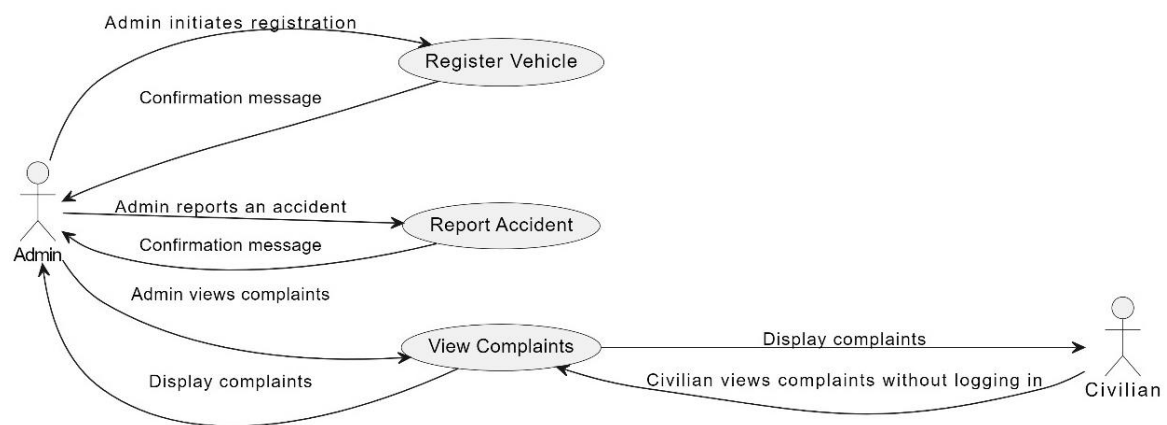 Admin initiates registration
Register Vehicle
Confirmation message
Admin reports an accident
Report Accident
Confirmation message
Admin
Admin views complaints
View Complaints
Display complaints
Display complaints
Civilian views complaints without logging in
Civilian